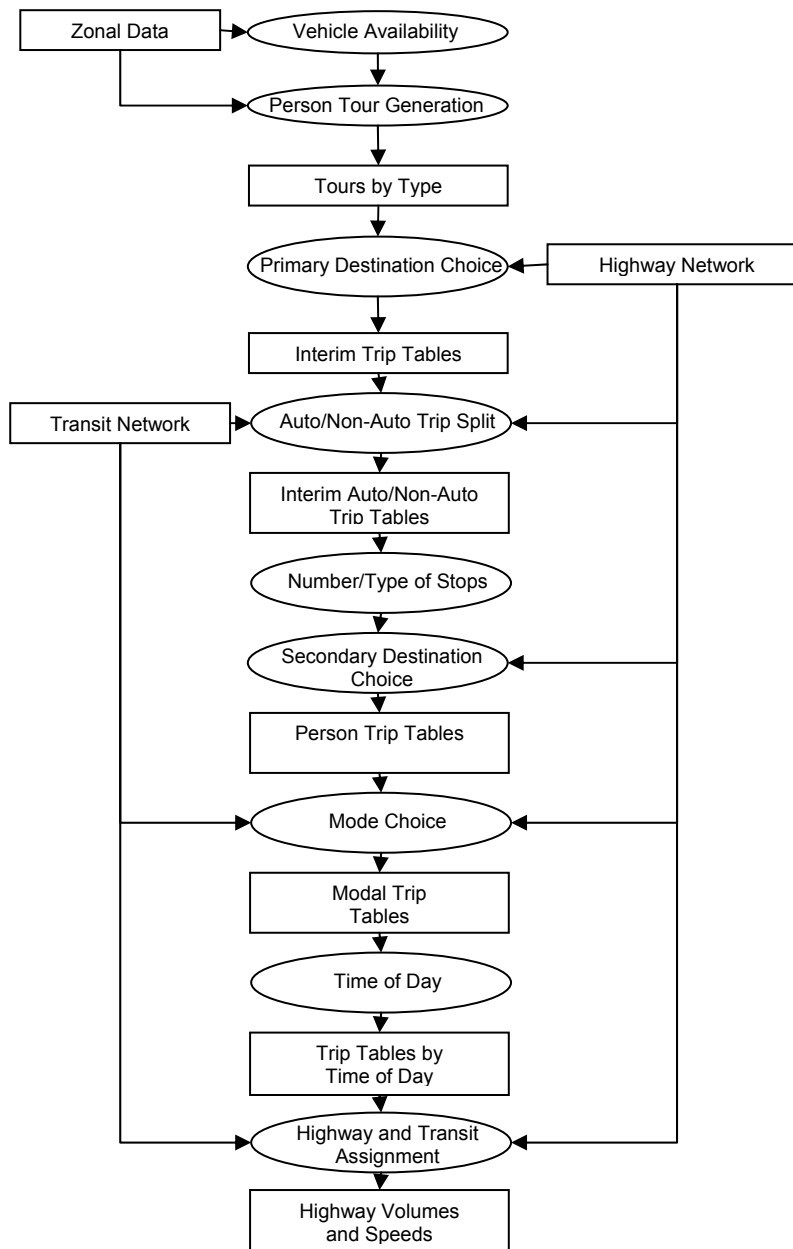 Zonal Data
Vehicle Availability
Person Tour Generation
Tours by Type
Primary Destination Choice
Highway Network
Interim Trip Tables
Transit Network
Auto/Non-Auto Trip Split
Interim Auto/Non-Auto
Trip Tables
Number/Type of Stops
Secondary Destination
Choice
Person Trip Tables
Mode Choice
Modal Trip
Tables
Time of Day
Trip Tables by
Time of Day
Highway and Transit
Assignment
Highway Volumes
and Speeds